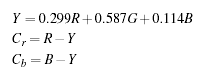 Y = 0.299R + 0.587G + 0.114B
C_r = R − Y
C_b = B − Y